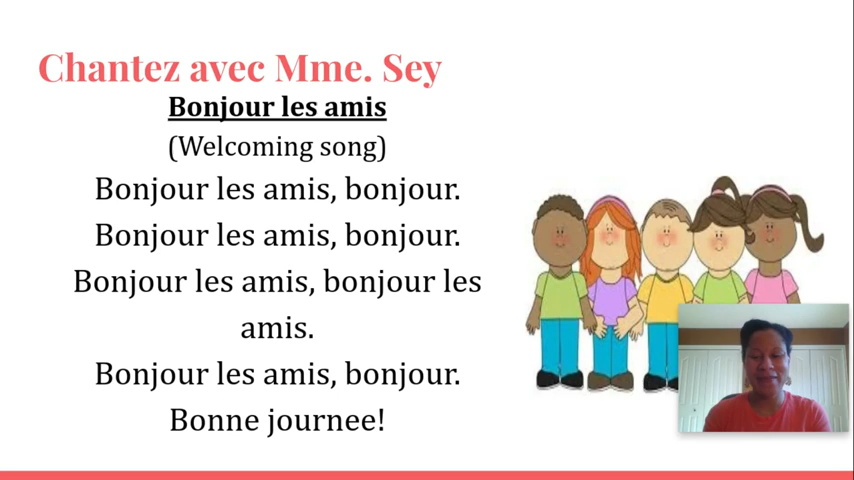 Chantez avec Mme. Sey
Bonjour les amis
(Welcoming song)
Bonjour les amis, bonjour.
Bonjour les amis, bonjour.
Bonjour les amis, bonjour les
amis.
Bonjour les amis, bonjour.
Bonne journee!